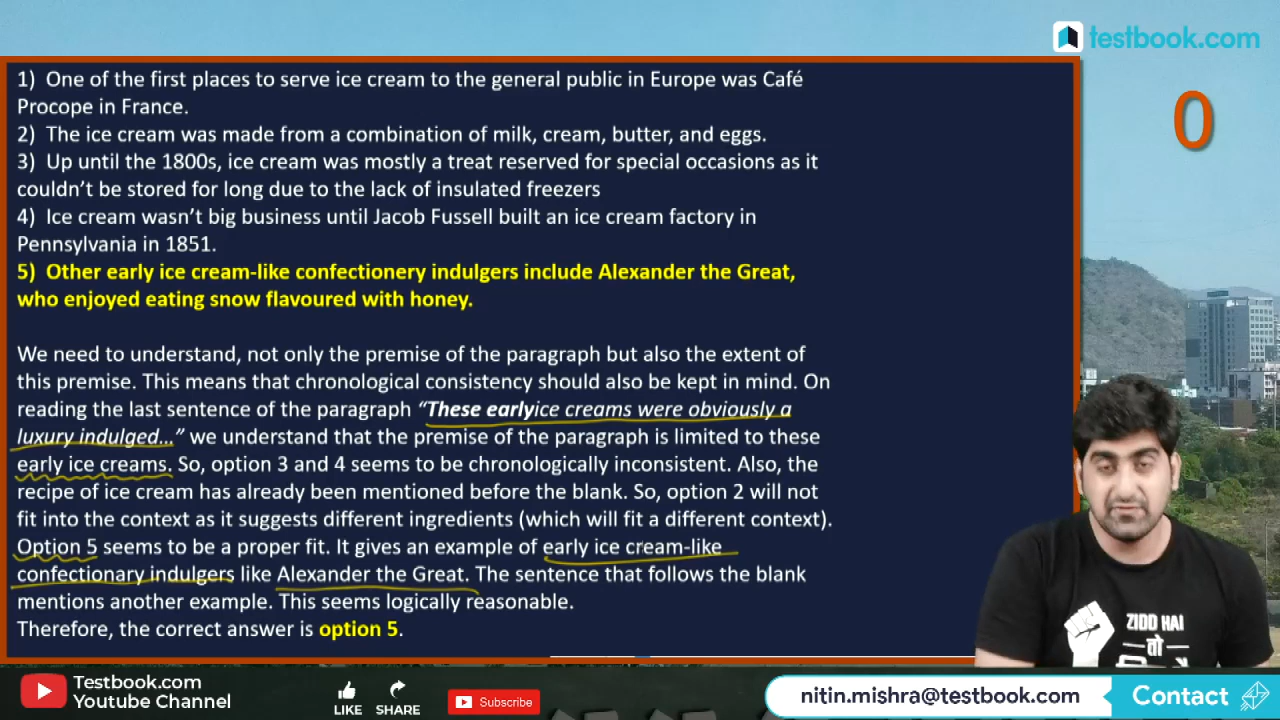 testbook.com
0
1) One of the first places to serve ice cream to the general public in Europe was Café
Procope in France.
2) The ice cream was made from a combination of milk, cream, butter, and eggs.
3) Up until the 1800s, ice cream was mostly a treat reserved for special occasions as it
couldn't be stored for long due to the lack of insulated freezers
4) Ice cream wasn't big business until Jacob Fussell built an ice cream factory in
Pennsylvania in 1851.
5) Other early ice cream-like confectionery indulgers include Alexander the Great,
who enjoyed eating snow flavoured with honey.
We need to understand, not only the premise of the paragraph but also the extent of
this premise. This means that chronological consistency should also be kept in mind. On
reading the last sentence of the paragraph “These earlyice creams were obviously a
luxury indulged…” we understand that the premise of the paragraph is limited to these
early ice creams. So, option 3 and 4 seems to be chronologically inconsistent. Also, the
recipe of ice cream has already been mentioned before the blank. So, option 2 will not
fit into the context as it suggests different ingredients (which will fit a different context).
Option 5 seems to be a proper fit. It gives an example of early ice cream-like
confectionary indulgers like Alexander the Great. The sentence that follows the blank
mentions another example. This seems logically reasonable.
Therefore, the correct answer is option 5.
ZIDD HAI
तो
Testbook.com
YouTube Channel
LIKE
SHARE
Subscribe
nitin.mishra@testbook.com
Contact